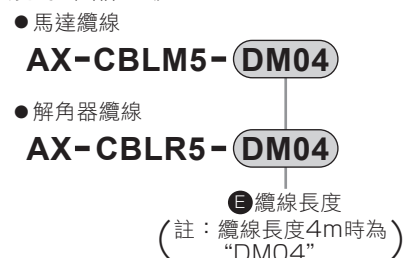 ●馬達纜線
AX-CBLM5-DM04
●解角器纜線
AX-CBLR5-DM04
E纜線長度
(註：纜線長度4m時為
“DM04”)